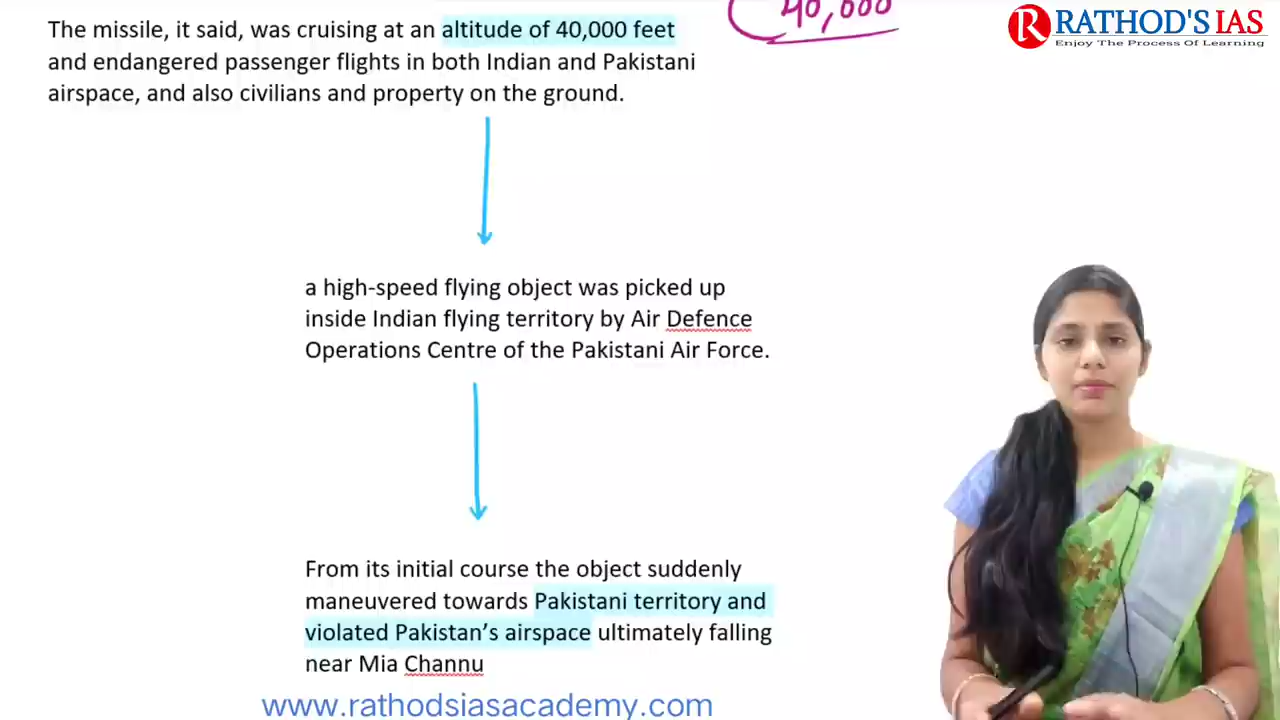 40,000
RATHOD'S IAS
Enjoy The Process Of Learning
The missile, it said, was cruising at an altitude of 40,000 feet
and endangered passenger flights in both Indian and Pakistani
airspace, and also civilians and property on the ground.
a high-speed flying object was picked up
inside Indian flying territory by Air Defence
Operations Centre of the Pakistani Air Force.
From its initial course the object suddenly
maneuvered towards Pakistani territory and
violated Pakistan’s airspace ultimately falling
near Mia Channu
www.rathodsiasacademy.com